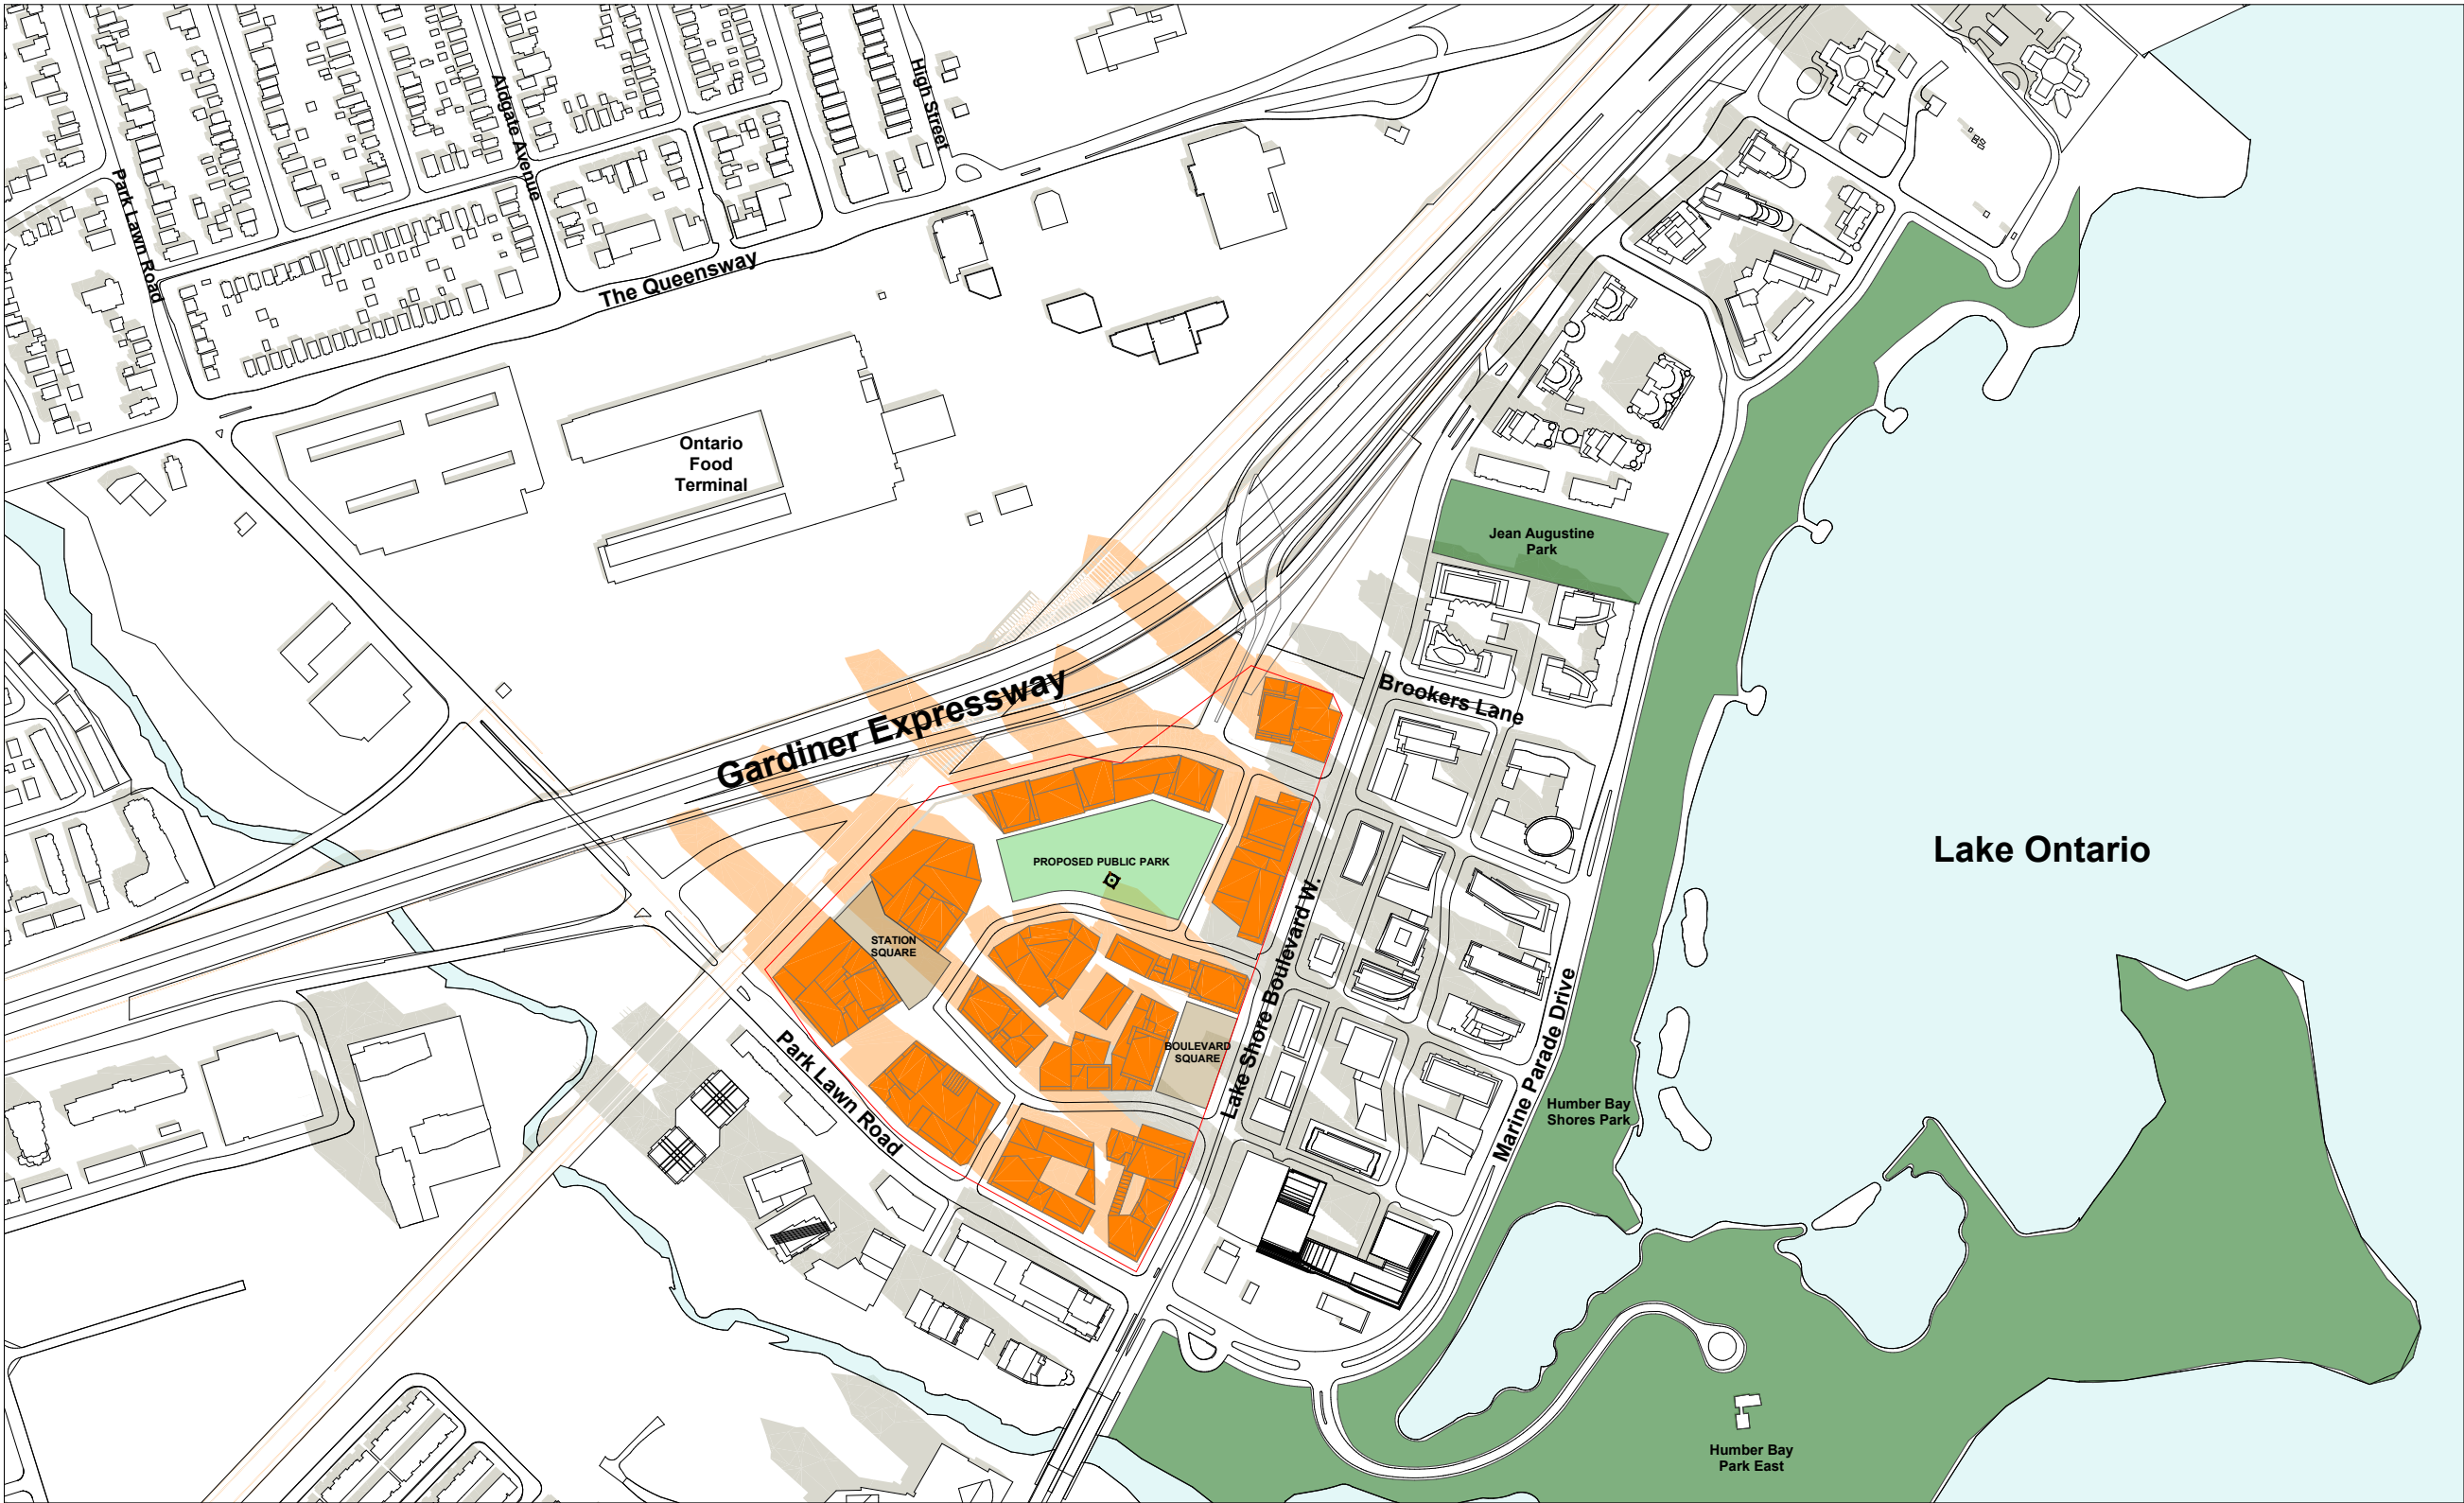 High Street
Aldgate Avenue
Park Lawn Road
The Queensway
Ontario
Food
Terminal
Jean Augustine
Park
Gardiner Expressway
Brookers Lane
PROPOSED PUBLIC PARK
Lake Ontario
STATION
SQUARE
Lake Shore Boulevard W.
BOULEVARD
SQUARE
Park Lawn Road
Marine Parade Drive
Humber Bay
Shores Park
Humber Bay
Park East